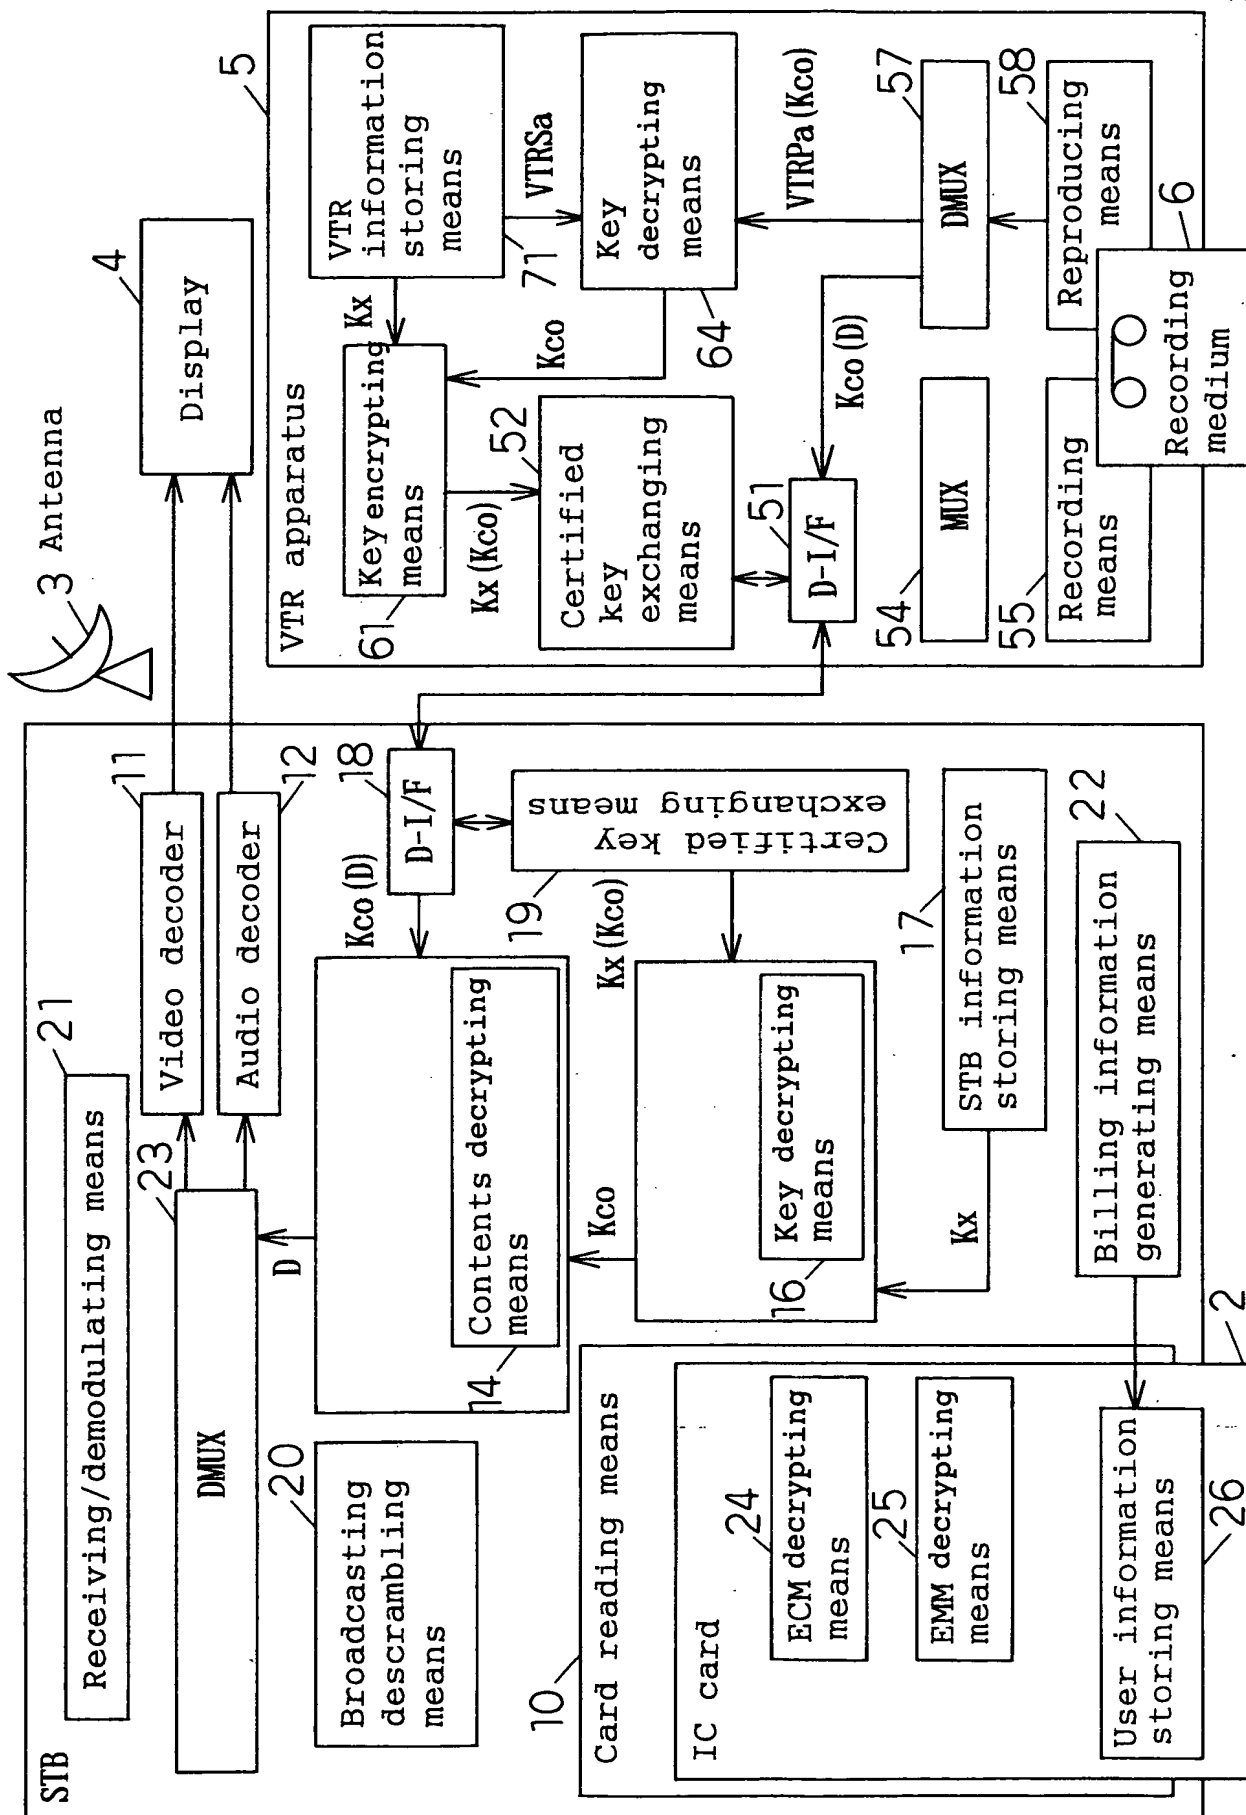 STB
21
Receiving/demodulating means
23
DMUX
11
Video decoder
12
Audio decoder
3 Antenna
4
Display
20
Broadcasting
descrambling
means
D
14
Contents decrypting
means
Kco(D)
18
D-I/F
19
Certified key
exchanging means
Kco
Kx(Kco)
16
Key decrypting
means
Kx
17
STB information
storing means
22
Billing information
generating means
10
Card reading means
2
IC card
24
ECM decrypting
means
25
EMM decrypting
means
26
User information
storing means
5
VTR apparatus
VTR
information
storing
means
71
Kx
VTRSa
61
Key encrypting
means
Key
decrypting
means
64
Kco
Kx(Kco)
52
Certified
key
exchanging
means
VTRPa(Kco)
51
D-I/F
Kco(D)
57
DMUX
54
MUX
55
Recording
means
58
Reproducing
means
6
Recording
medium